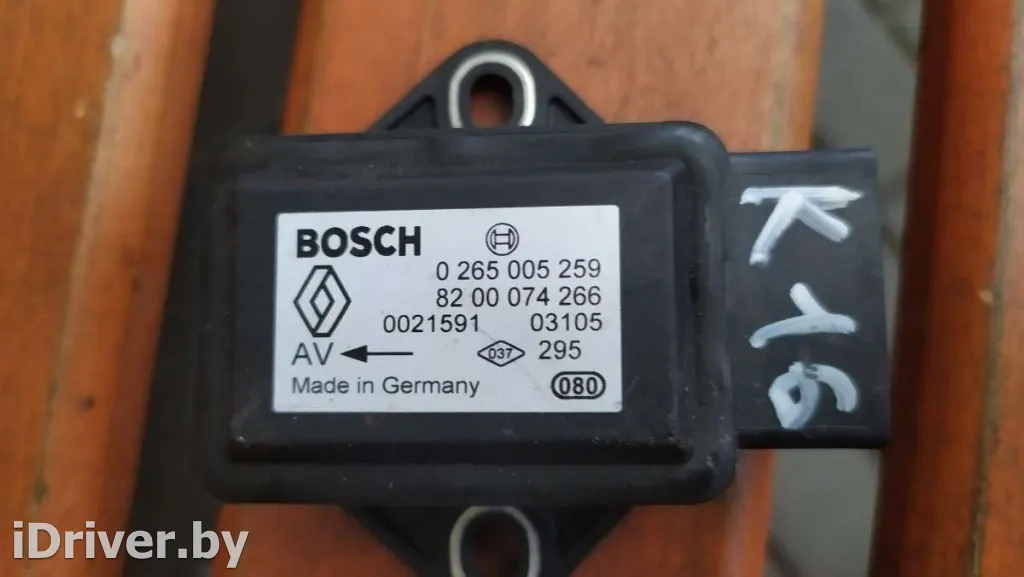 BOSCH
0 265 005 259
82 00 074 266
0021591 03105
AV 037 295
Made in Germany 080
K 16
iDriver.by